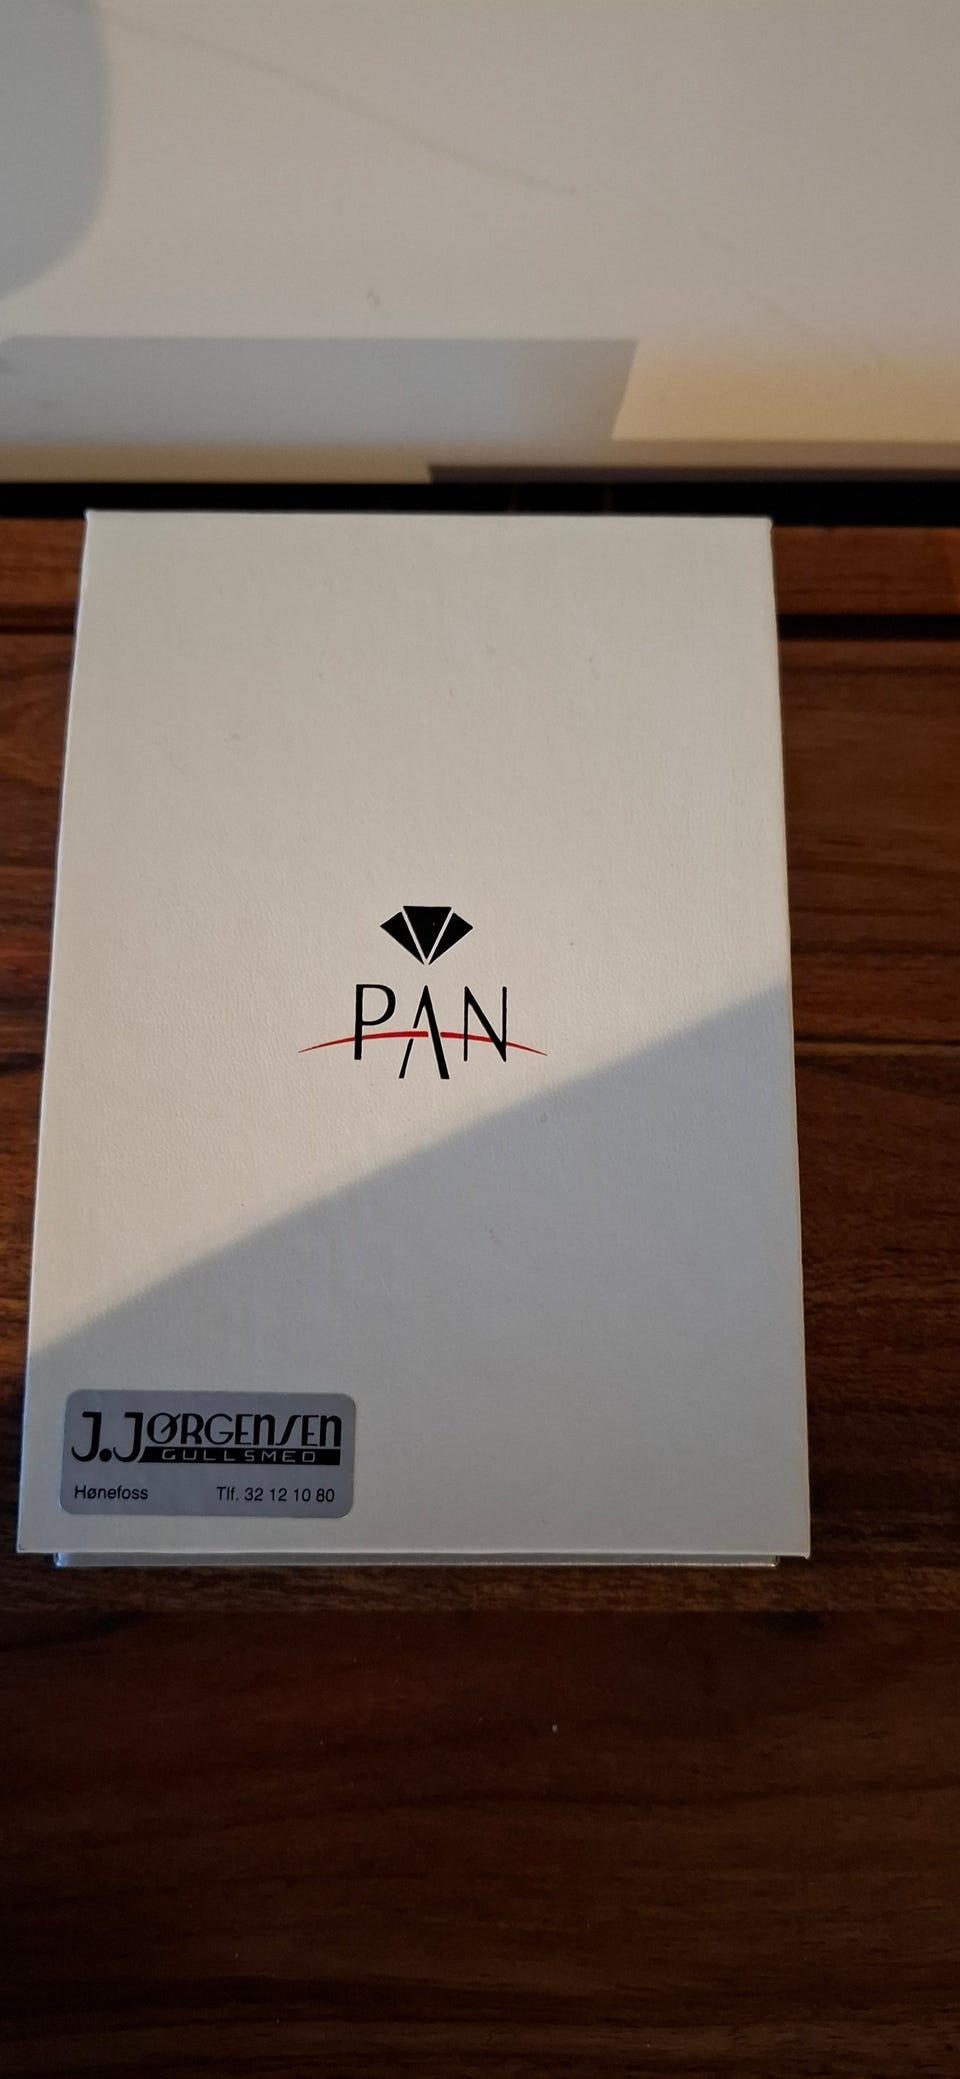 PAN
J.JØRGENSEN
GULLSMED
Hønefoss Tlf. 32 12 10 80